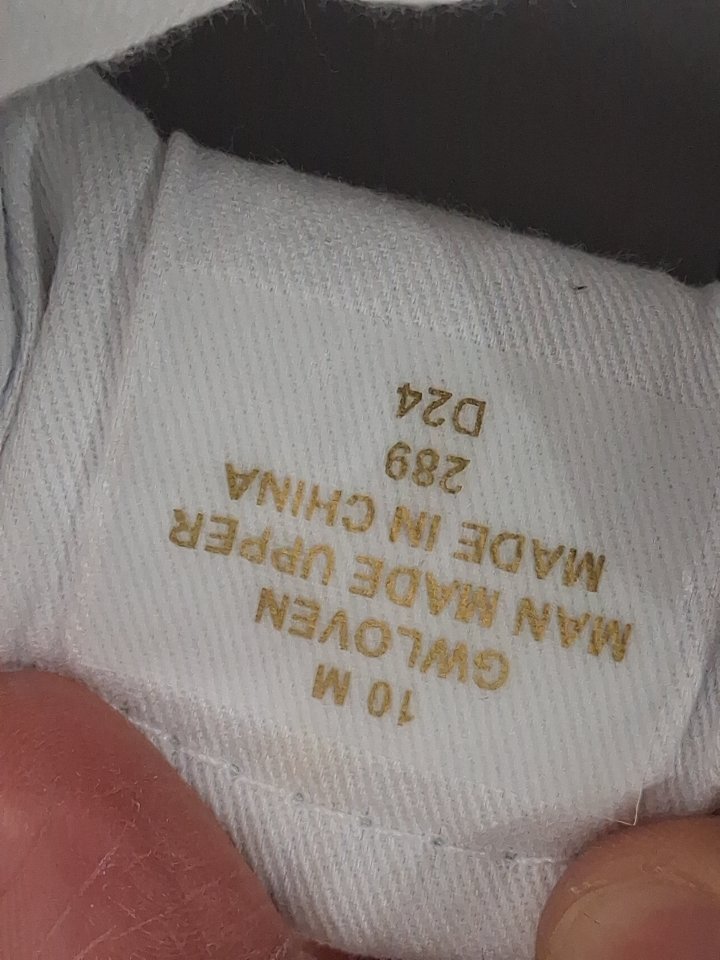 10 M
GWLOVEN
MAN MADE UPPER
MADE IN CHINA
289
D24